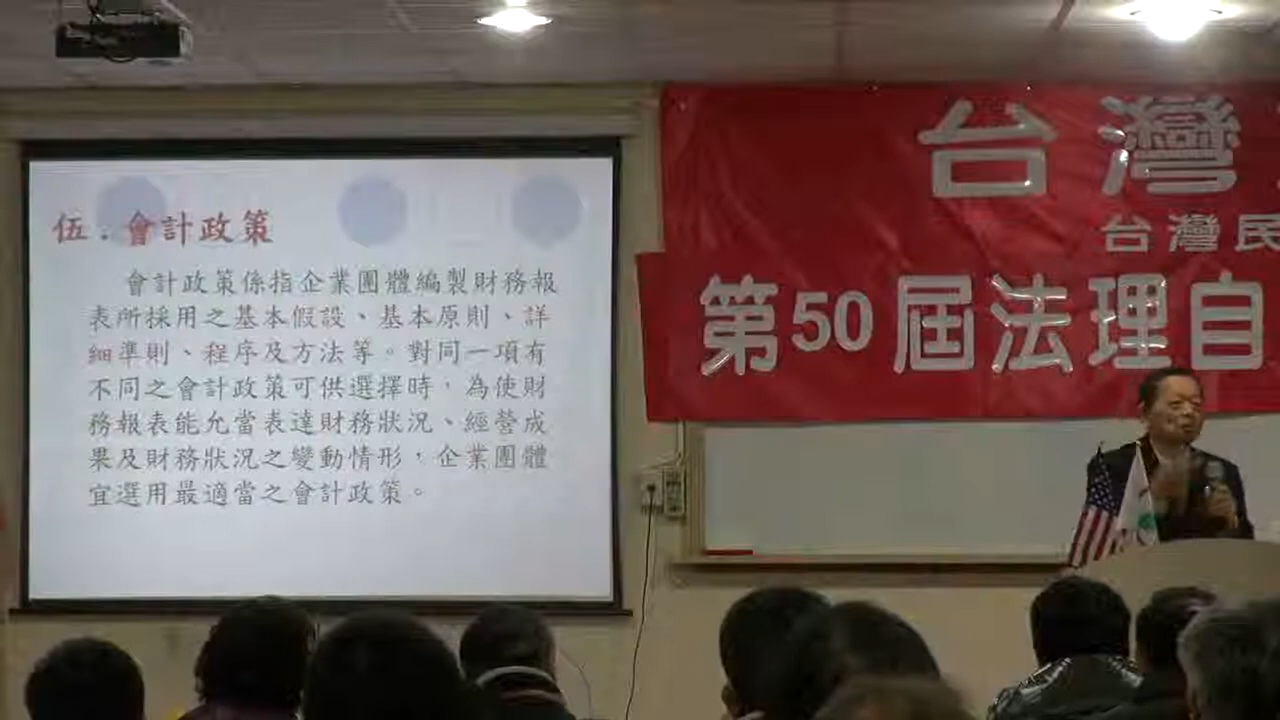 伍．會計政策
會計政策係指企業團體編製財務報
表所採用之基本假設、基本原則、詳
細準則、程序及方法等。對同一項有
不同之會計政策可供選擇時，為使財
務報表能允當表達財務狀況、經營成
果及財務狀況之變動情形，企業團體
宜選用最適當之會計政策。
台灣
台灣民
第50屆法理自